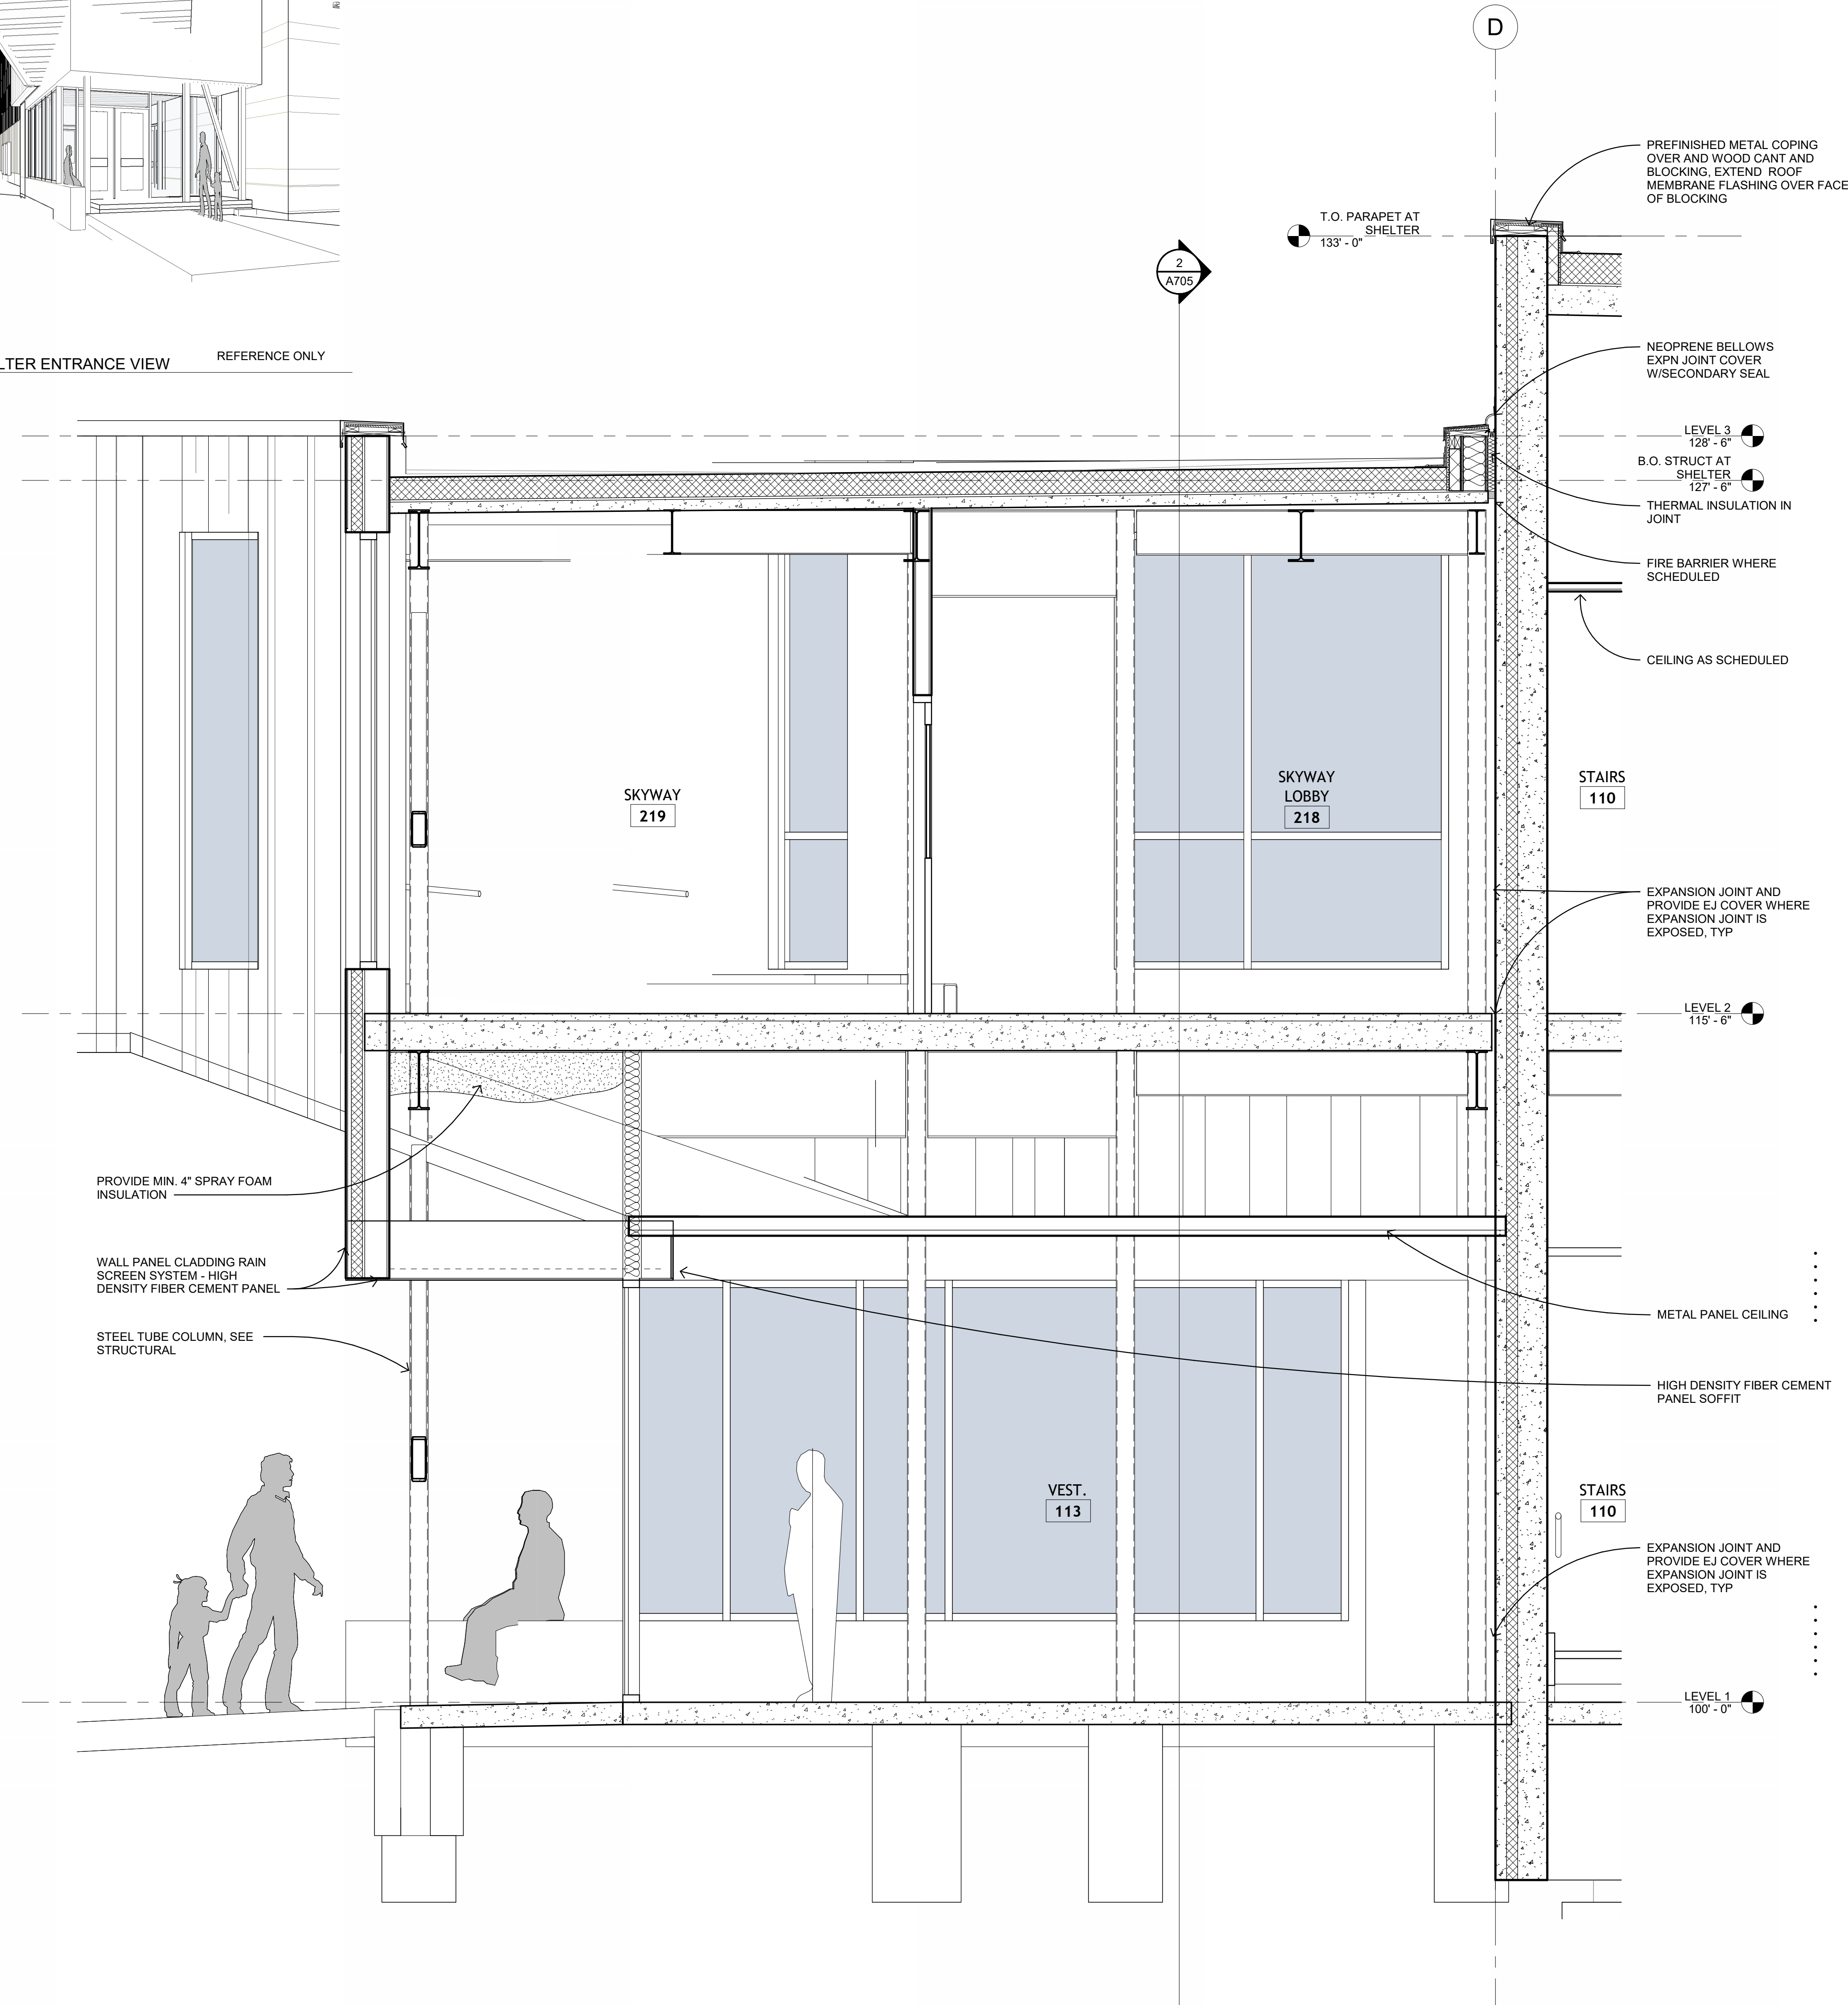 D
PREFINISHED METAL COPING
OVER AND WOOD CANT AND
BLOCKING, EXTEND ROOF
MEMBRANE FLASHING OVER FACE
OF BLOCKING
T.O. PARAPET AT
SHELTER
133' - 0"
2
A705
LTER ENTRANCE VIEW
REFERENCE ONLY
NEOPRENE BELLOWS
EXPN JOINT COVER
W/SECONDARY SEAL
LEVEL 3
128' - 6"
B.O. STRUCT AT
SHELTER
127' - 6"
THERMAL INSULATION IN
JOINT
FIRE BARRIER WHERE
SCHEDULED
CEILING AS SCHEDULED
SKYWAY
219
SKYWAY
LOBBY
218
STAIRS
110
EXPANSION JOINT AND
PROVIDE EJ COVER WHERE
EXPANSION JOINT IS
EXPOSED, TYP
LEVEL 2
115' - 6"
PROVIDE MIN. 4" SPRAY FOAM
INSULATION
WALL PANEL CLADDING RAIN
SCREEN SYSTEM - HIGH
DENSITY FIBER CEMENT PANEL
METAL PANEL CEILING
STEEL TUBE COLUMN, SEE
STRUCTURAL
HIGH DENSITY FIBER CEMENT
PANEL SOFFIT
VEST.
113
STAIRS
110
EXPANSION JOINT AND
PROVIDE EJ COVER WHERE
EXPANSION JOINT IS
EXPOSED, TYP
LEVEL 1
100' - 0"